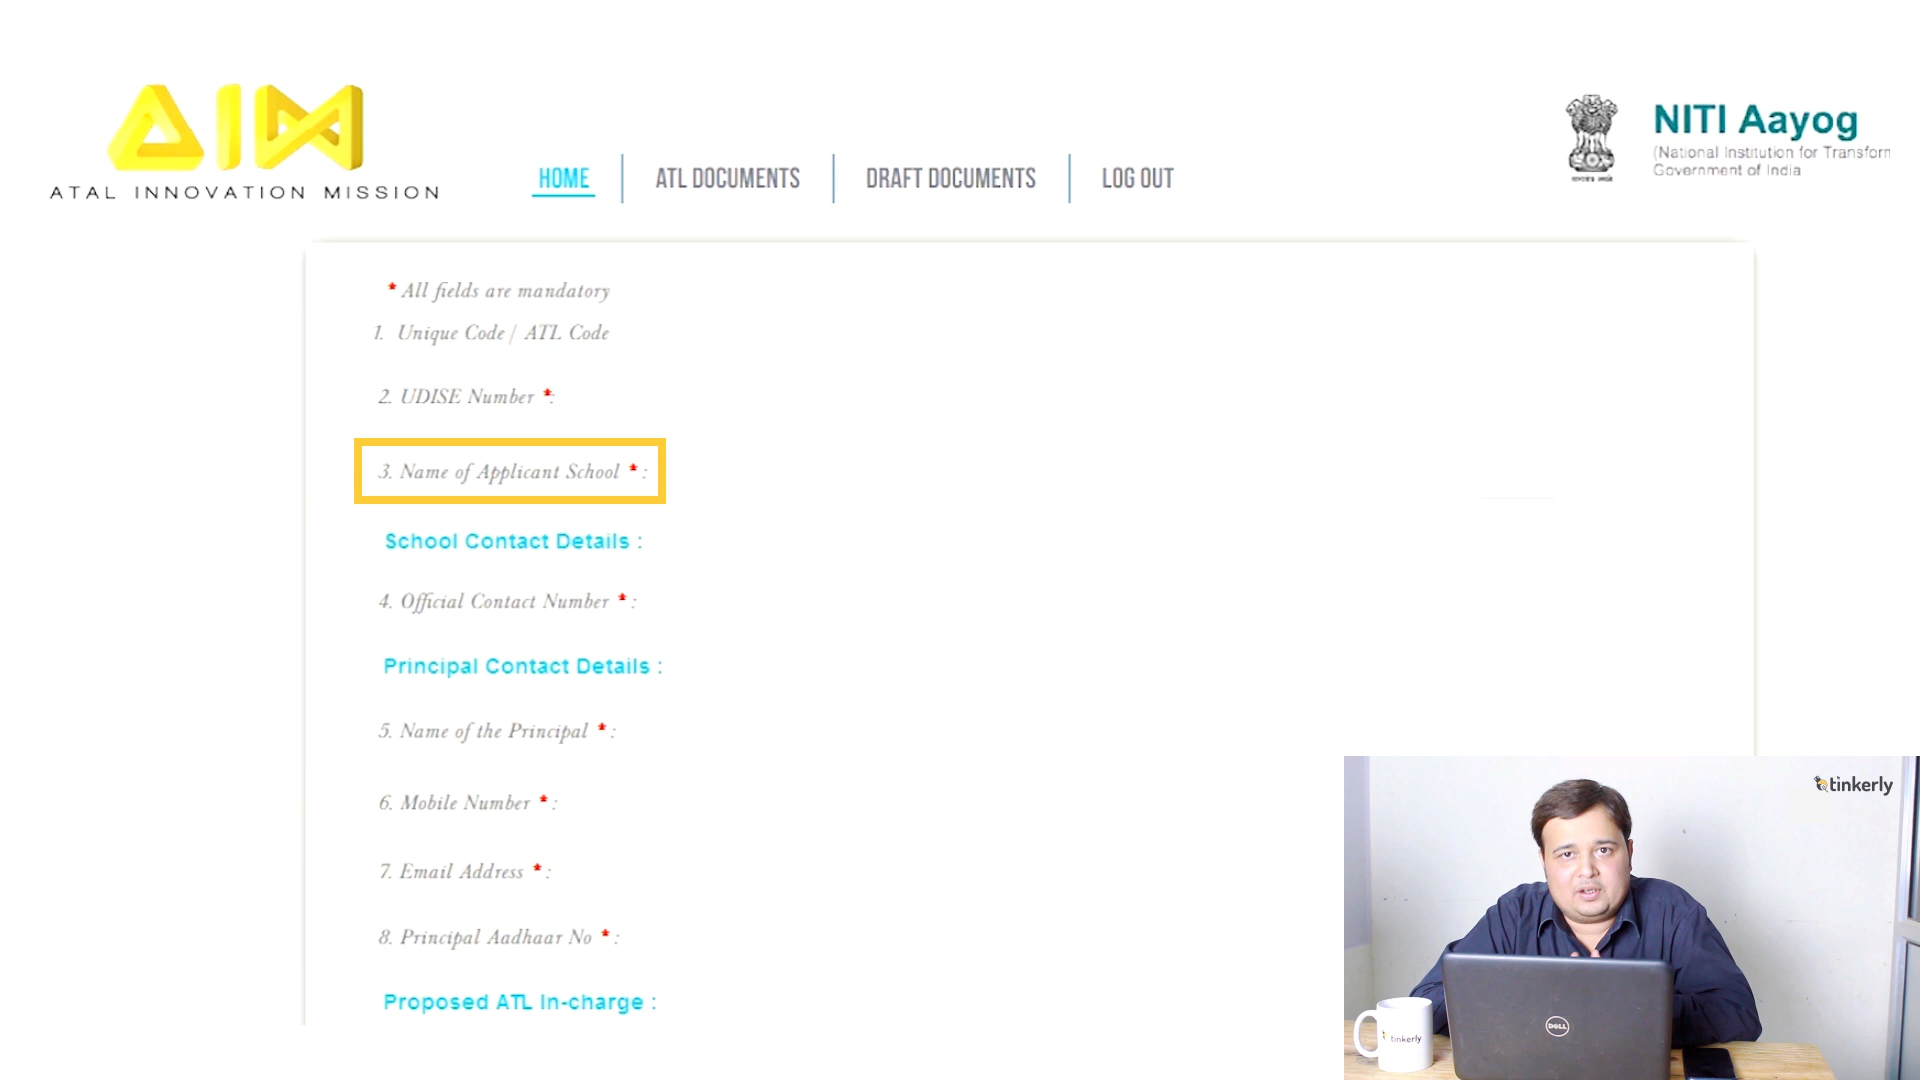 AIM
ATAL INNOVATION MISSION
HOME
ATL DOCUMENTS
DRAFT DOCUMENTS
LOG OUT
NITI Aayog
(National Institution for Transforn
Government of India
* All fields are mandatory
1. Unique Code / ATL Code
2. UDISE Number *:
3. Name of Applicant School * :
School Contact Details :
4. Official Contact Number * :
Principal Contact Details :
5. Name of the Principal * :
6. Mobile Number * :
7. Email Address * :
8. Principal Aadhaar No * :
Proposed ATL In-charge :
tinkerly
tinkerly
DELL